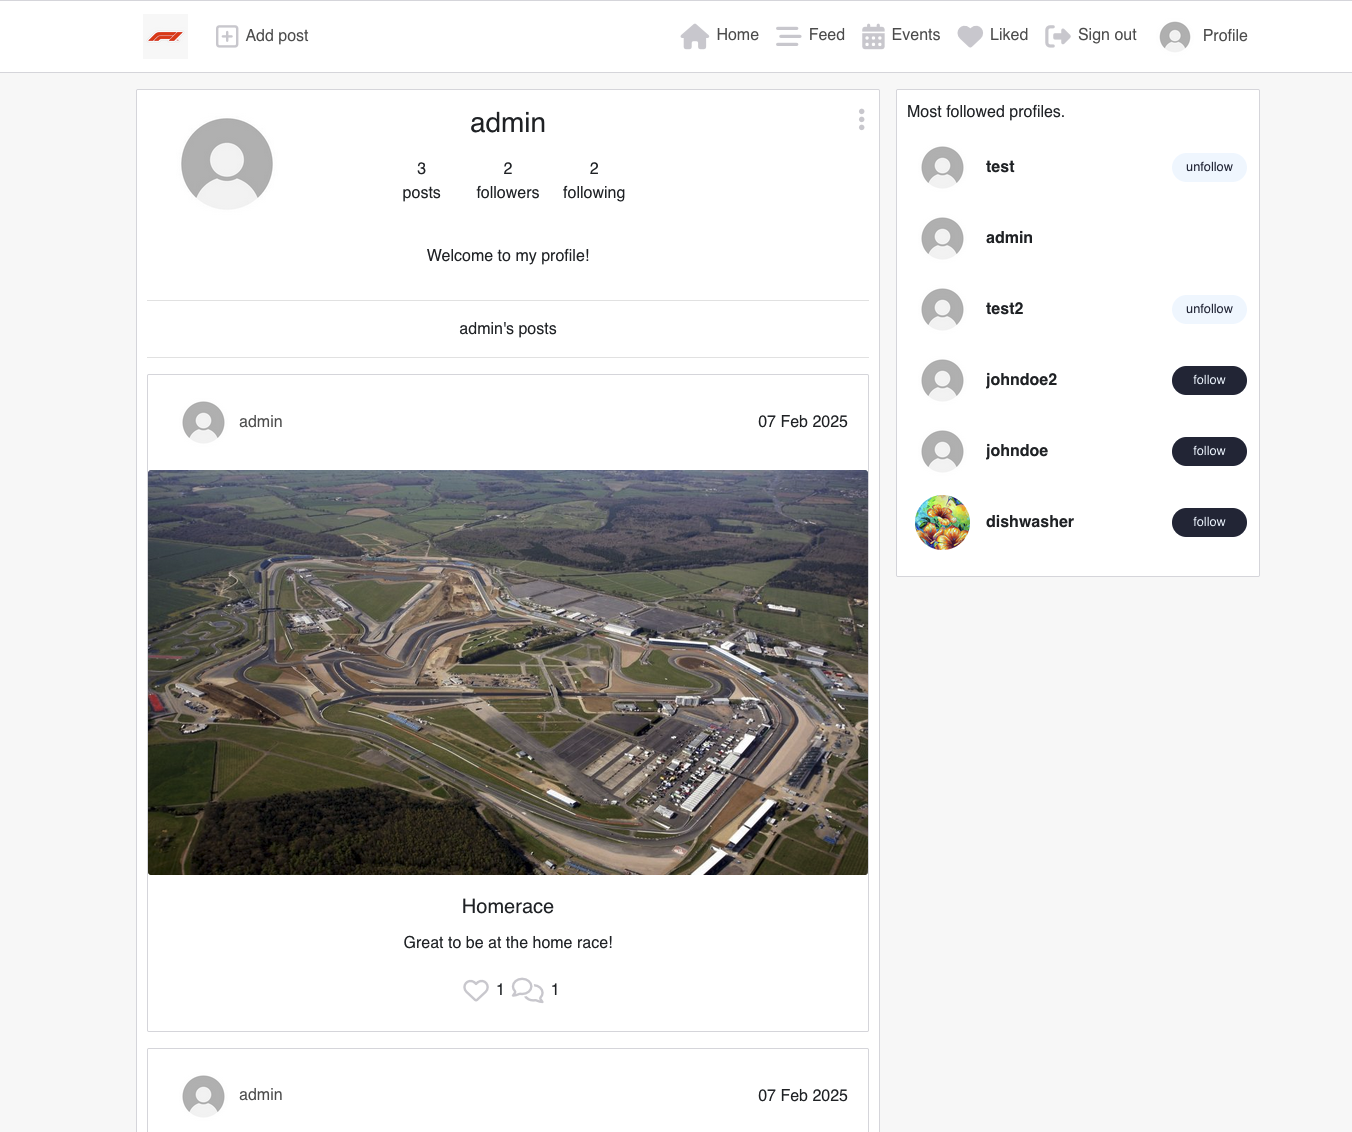 Add post
Home
Feed
Events
Liked
Sign out
Profile
admin
3
posts
2
followers
2
following
Welcome to my profile!
admin's posts
admin
07 Feb 2025
Homerace
Great to be at the home race!
1
1
admin
07 Feb 2025
Most followed profiles.
test
unfollow
admin
test2
unfollow
johndoe2
follow
johndoe
follow
dishwasher
follow